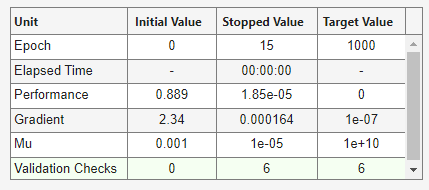 Unit Initial Value Stopped Value Target Value
Epoch 0 15 1000
Elapsed Time - 00:00:00 -
Performance 0.889 1.85e-05 0
Gradient 2.34 0.000164 1e-07
Mu 0.001 1e-05 1e+10
Validation Checks 0 6 6